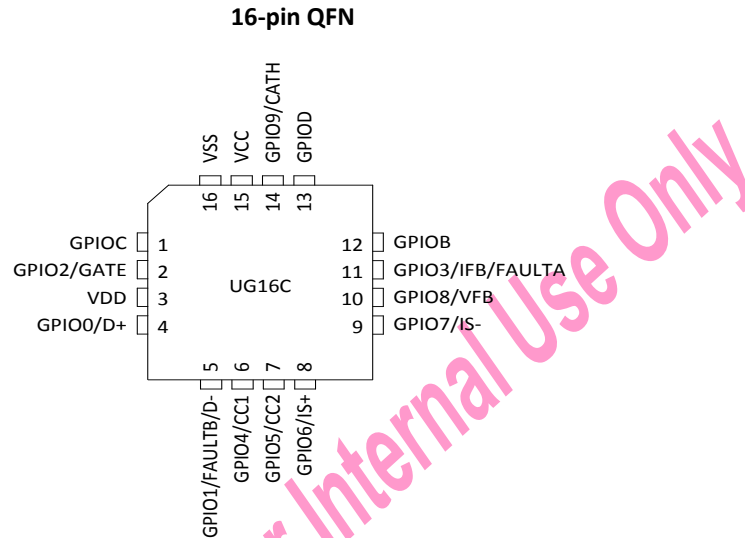 16-pin QFN
VSS
VCC
GPIO9/CATH
GPIOD
16
15
14
13
GPIOC 1
GPIO2/GATE 2
VDD 3
GPIO0/D+ 4
UG16C
12 GPIOB
11 GPIO3/IFB/FAULTA
10 GPIO8/VFB
9 GPIO7/IS-
5
6
7
8
GPIO1/FAULTB/D-
GPIO4/CC1
GPIO5/CC2
GPIO6/IS+
r Internal Use Only